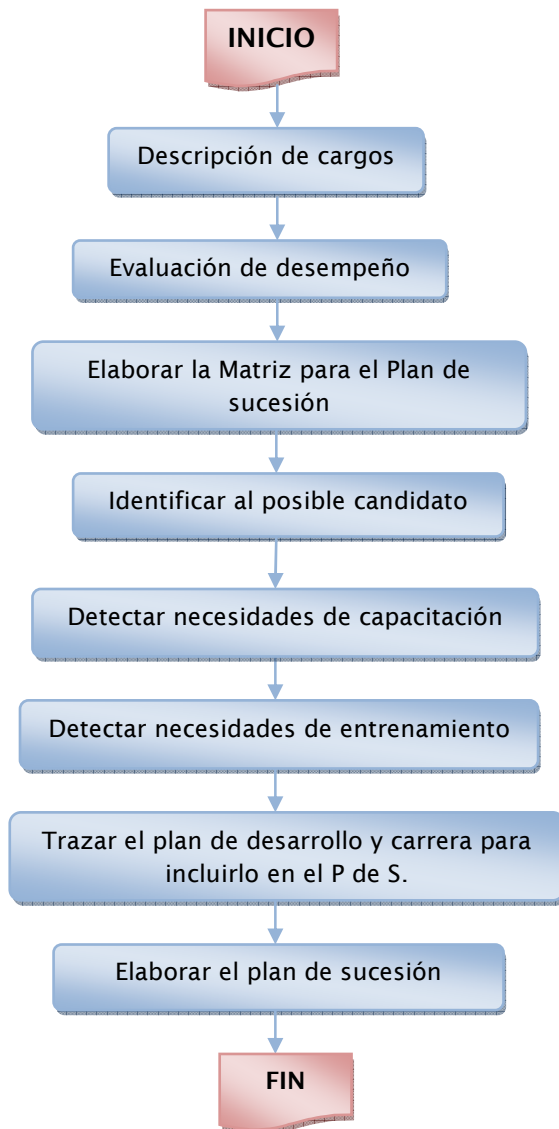 INICIO
Descripción de cargos
Evaluación de desempeño
Elaborar la Matriz para el Plan de
sucesión
Identificar al posible candidato
Detectar necesidades de capacitación
Detectar necesidades de entrenamiento
Trazar el plan de desarrollo y carrera para
incluirlo en el P de S.
Elaborar el plan de sucesión
FIN